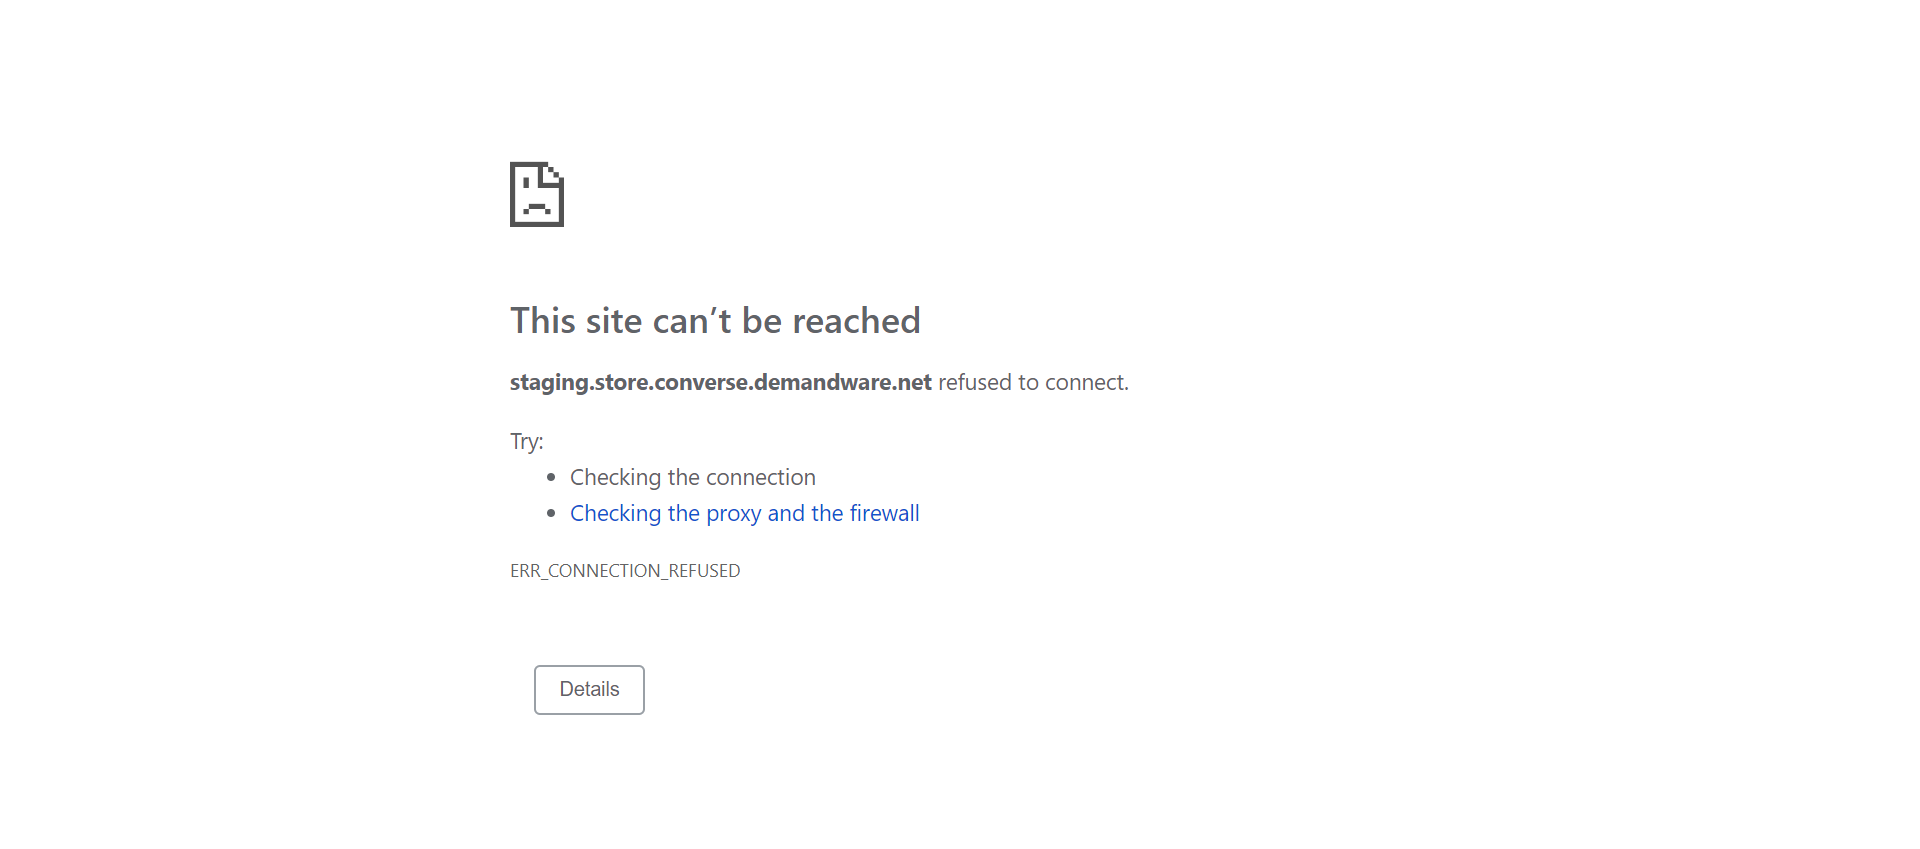 This site can’t be reached
staging.store.converse.demandware.net refused to connect.
Try:
Checking the connection
Checking the proxy and the firewall
ERR_CONNECTION_REFUSED
Details